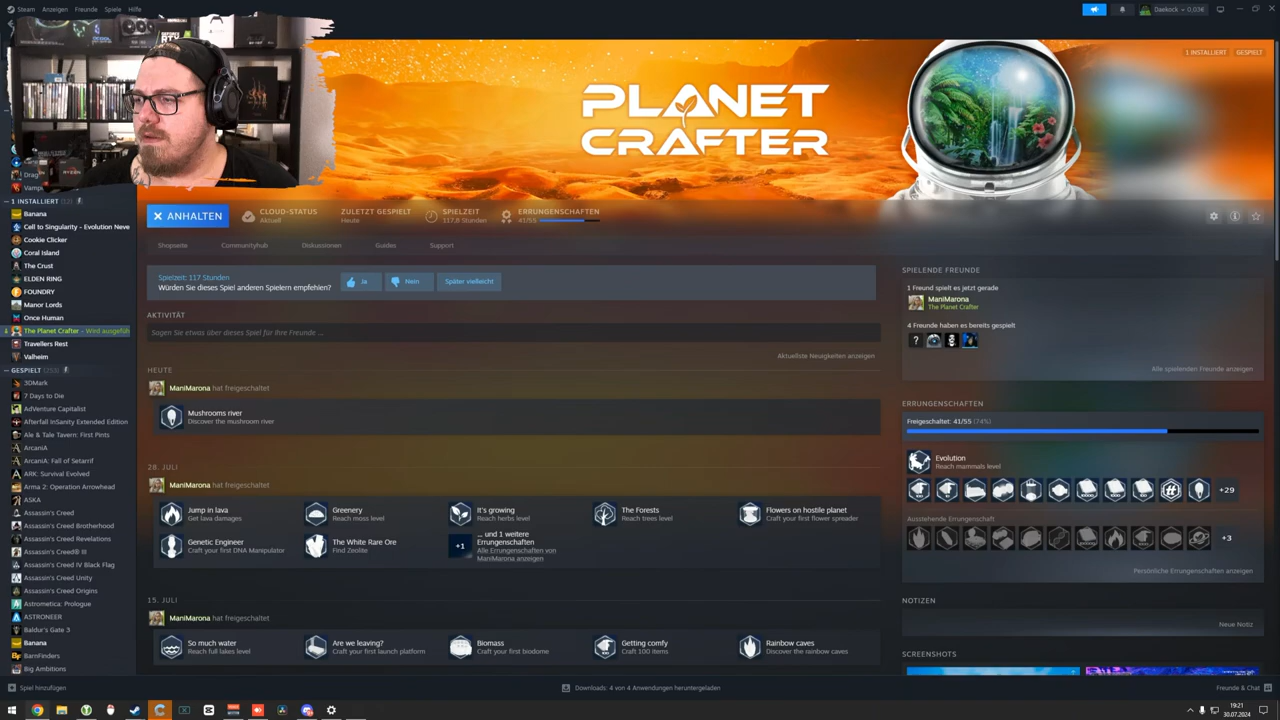 Steam Anzeigen Freunde Spiele Hilfe
Daekock • 0,03€
1 INSTALLIERT GESPIELT
PLANET
CRAFTER
RYZEN
Drag
Vamp
1 INSTALLIERT
Banana
Cell to Singularity - Evolution Neve
Cookie Clicker
Coral Island
The Crust
ELDEN RING
FOUNDRY
Manor Lords
Once Human
The Planet Crafter - Wird ausgefüh
Travellers Rest
Valheim
GESPIELT
3DMark
7 Days to Die
AdVenture Capitalist
Afterfall InSanity Extended Edition
Ale & Tale Tavern: First Pints
ArcaniA
ArcaniA: Fall of Setarrif
ARK: Survival Evolved
Arma 2: Operation Arrowhead
ASKA
Assassin's Creed
Assassin's Creed Brotherhood
Assassin's Creed Revelations
Assassin's Creed® III
Assassin's Creed IV Black Flag
Assassin's Creed Unity
Assassin's Creed Origins
Astrometica: Prologue
ASTRONEER
Baldur's Gate 3
Banana
BarnFinders
Big Ambitions
Spiel hinzufügen
ANHALTEN
CLOUD-STATUS
Aktuell
ZULETZT GESPIELT
Heute
SPIELZEIT
117,8 Stunden
ERRUNGENSCHAFTEN
41/55
Shopseite Communityhub Diskussionen Guides Support
Spielzeit: 117 Stunden
Würden Sie dieses Spiel anderen Spielern empfehlen?
Ja Nein Später vielleicht
AKTIVITÄT
Sagen Sie etwas über dieses Spiel für Ihre Freunde ...
Aktuellste Neuigkeiten anzeigen
HEUTE
ManiMarona hat freigeschaltet
Mushrooms river
Discover the mushroom river
28. JULI
ManiMarona hat freigeschaltet
Jump in lava
Get lava damages
Greenery
Reach moss level
It's growing
Reach herbs level
The Forests
Reach trees level
Flowers on hostile planet
Craft your first flower spreader
Genetic Engineer
Craft your first DNA Manipulator
The White Rare Ore
Find Zeolite
+1
... und 1 weitere
Errungenschaften
Alle Errungenschaften von
ManiMarona anzeigen
15. JULI
ManiMarona hat freigeschaltet
So much water
Reach full lakes level
Are we leaving?
Craft your first launch platform
Biomass
Craft your first biodome
Getting comfy
Craft 100 items
Rainbow caves
Discover the rainbow caves
SPIELENDE FREUNDE
1 Freund spielt es jetzt gerade
ManiMarona
The Planet Crafter
4 Freunde haben es bereits gespielt
?
Alle spielenden Freunde anzeigen
ERRUNGENSCHAFTEN
Freigeschaltet: 41/55 (74%)
Evolution
Reach mammals level
+29
Ausstehende Errungenschaft
+3
Persönliche Errungenschaften anzeigen
NOTIZEN
Neue Notiz
SCREENSHOTS
Downloads: 4 von 4 Anwendungen heruntergeladen
Freunde & Chat
19:21
30.07.2024